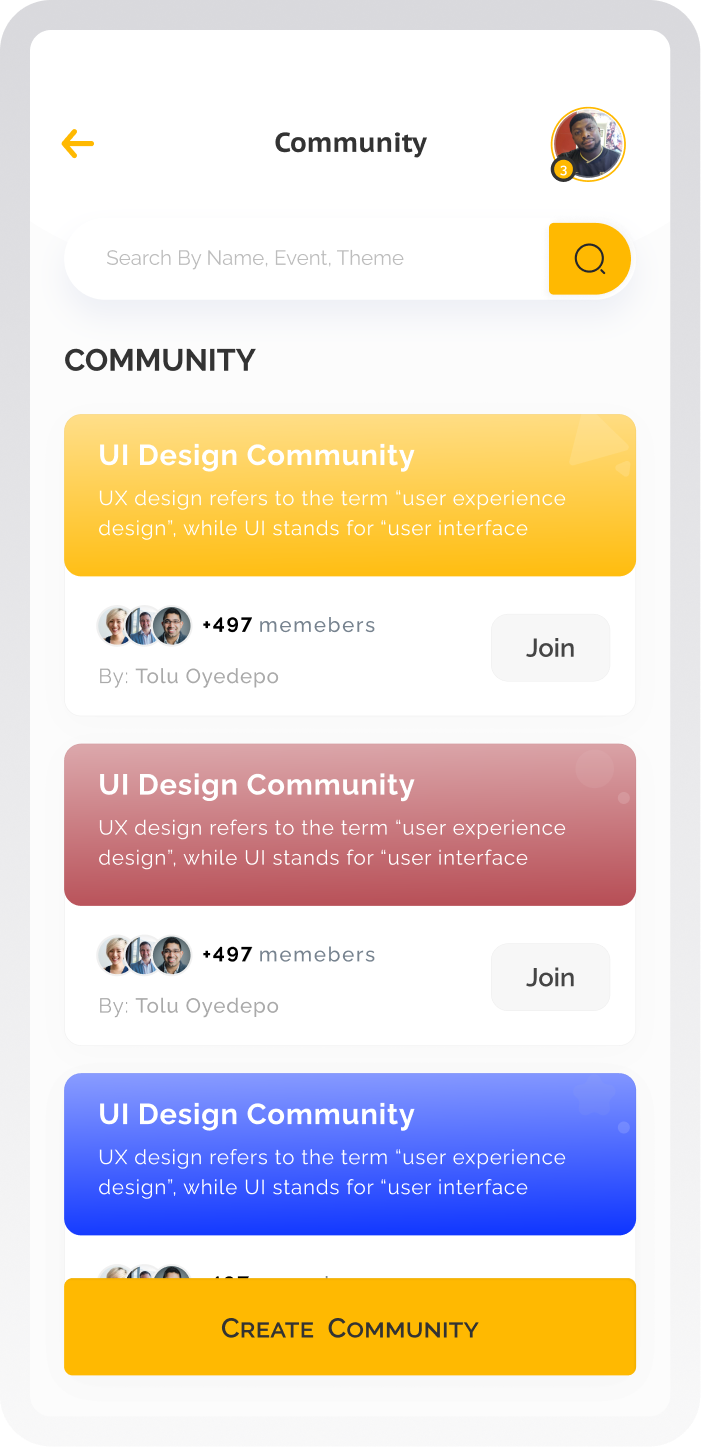 Community
3
Search By Name, Event, Theme
COMMUNITY
UI Design Community
UX design refers to the term “user experience
design”, while UI stands for “user interface
+497 memebers
Join
By: Tolu Oyedepo
UI Design Community
UX design refers to the term “user experience
design”, while UI stands for “user interface
+497 memebers
Join
By: Tolu Oyedepo
UI Design Community
UX design refers to the term “user experience
design”, while UI stands for “user interface
Create Community